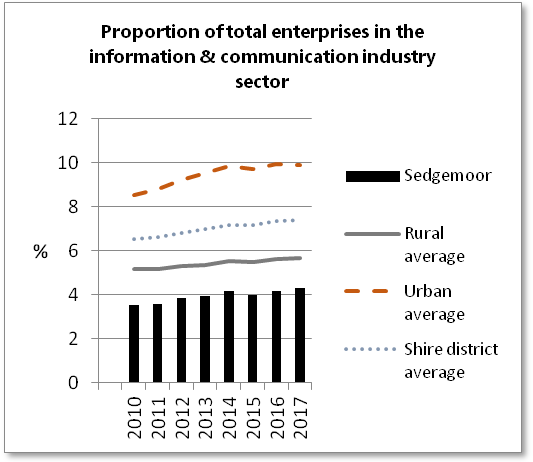 Proportion of total enterprises in the
information & communication industry
sector
12
10
8
6
4
2
0
%
2010
2011
2012
2013
2014
2015
2016
2017
Sedgemoor
Rural
average
Urban
average
Shire district
average